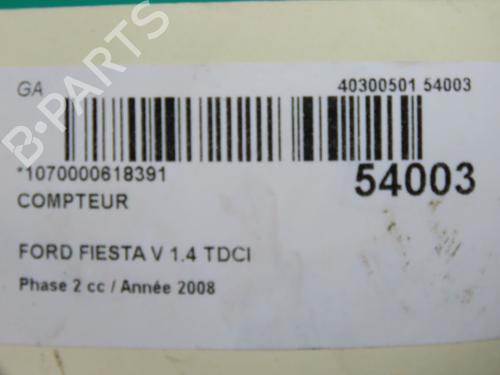 GA
40300501 54003
*1070000618391
54003
COMPTEUR
FORD FIESTA V 1.4 TDCI
Phase 2 cc / Année 2008
B-PARTS